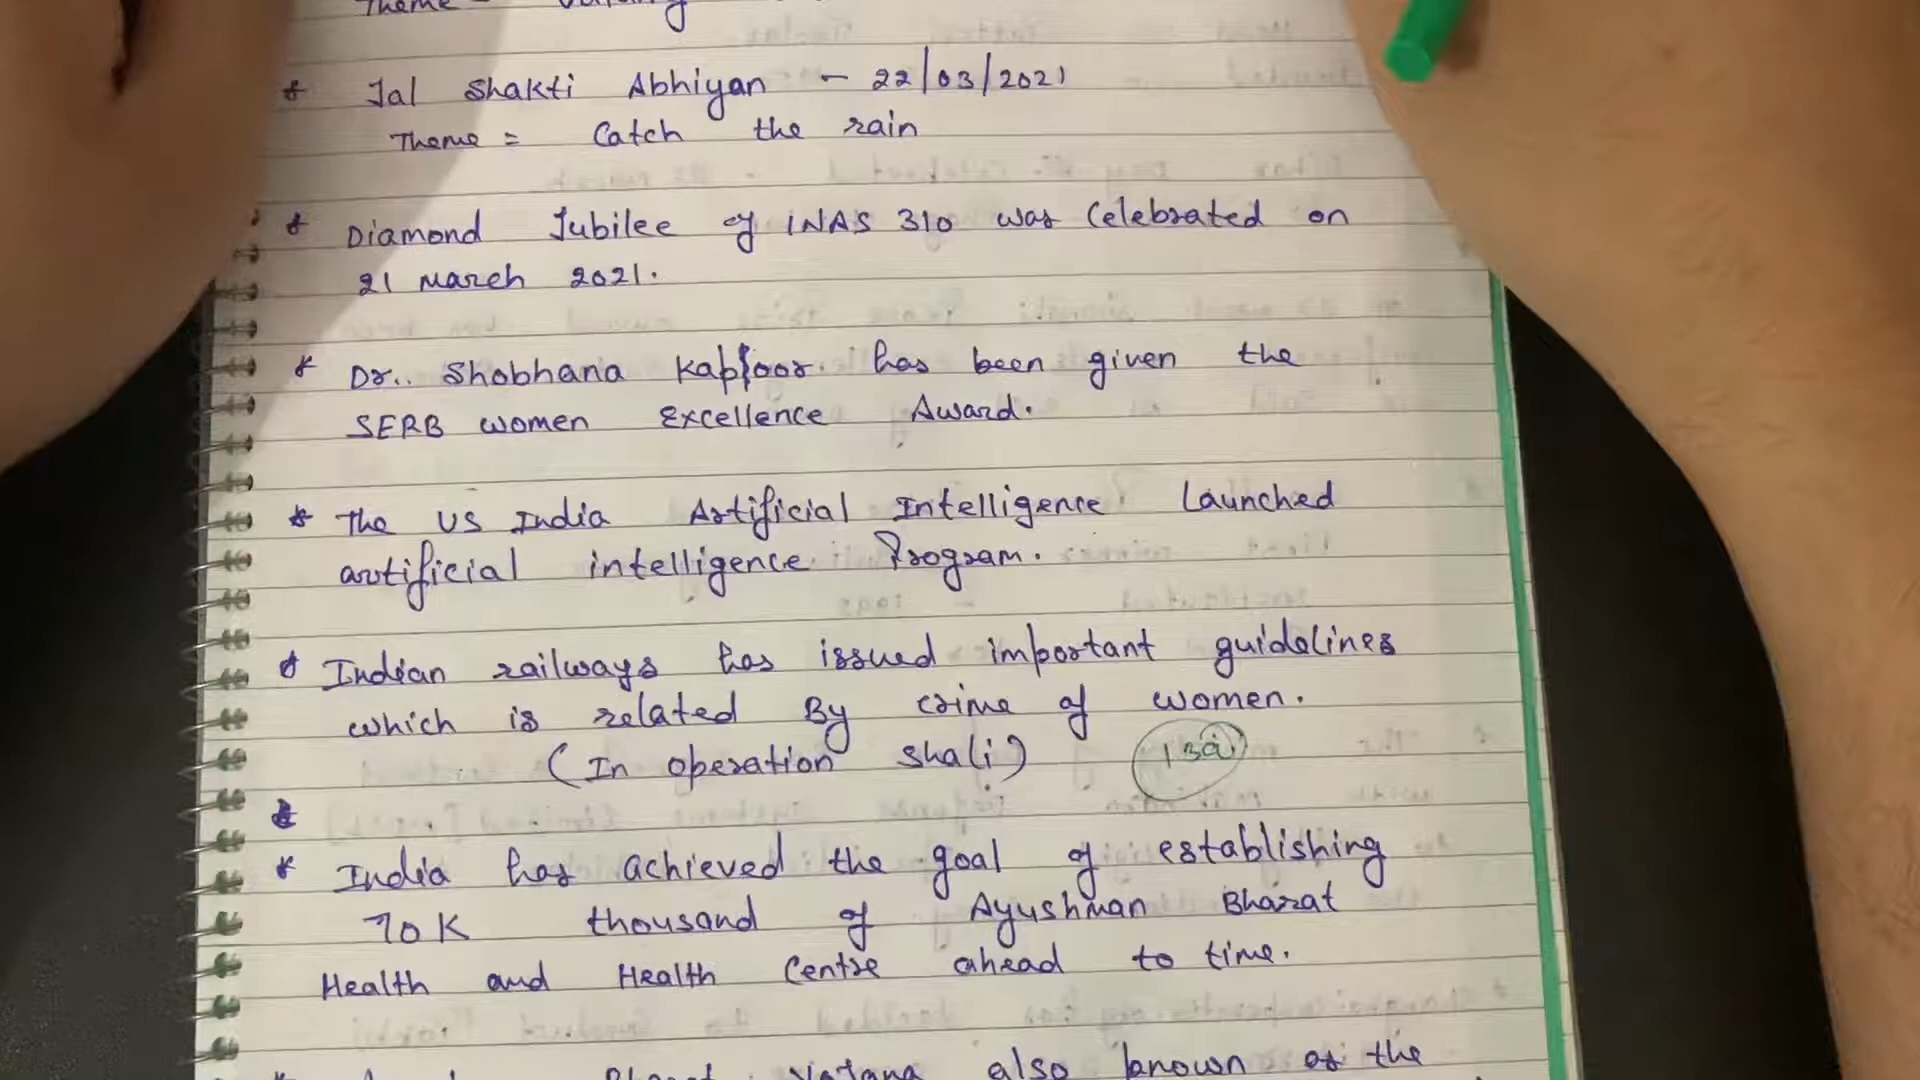 Theme -
* Jal Shakti Abhiyan - 22/03/2021
Theme = Catch the rain
* Diamond Jubilee of INAS 310 was Celebrated on
21 March 2021.
* Dr.. Shobhana Kapoor has been given the
SERB women Excellence Award.
* The US India Artificial Intelligence Launched
artificial intelligence Program.
* Indian railways has issued important guidelines
which is related By crime of women.
(In operation shali)
* India has achieved the goal of establishing
70K thousand of Ayushman Bharat
Health and Health Centre ahead to time.
also known as the